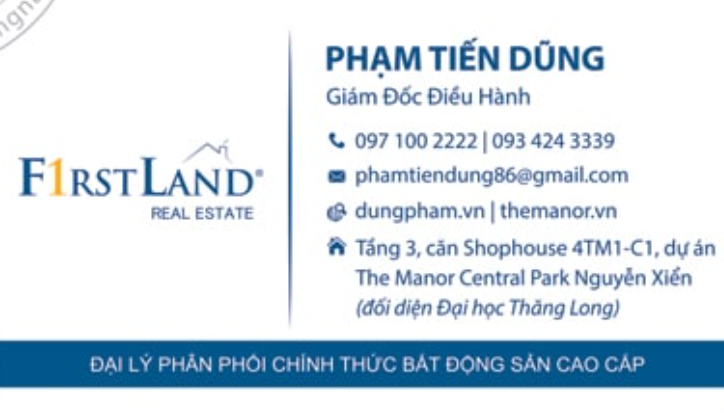 F1RSTLAND®
REAL ESTATE
PHẠM TIẾN DŨNG
Giám Đốc Điều Hành
097 100 2222 | 093 424 3339
phamtiendung86@gmail.com
dungpham.vn | themanor.vn
Tầng 3, căn Shophouse 4TM1-C1, dự án
The Manor Central Park Nguyễn Xiển
(đối diện Đại học Thăng Long)
ĐẠI LÝ PHÂN PHỐI CHÍNH THỨC BẤT ĐỘNG SẢN CAO CẤP